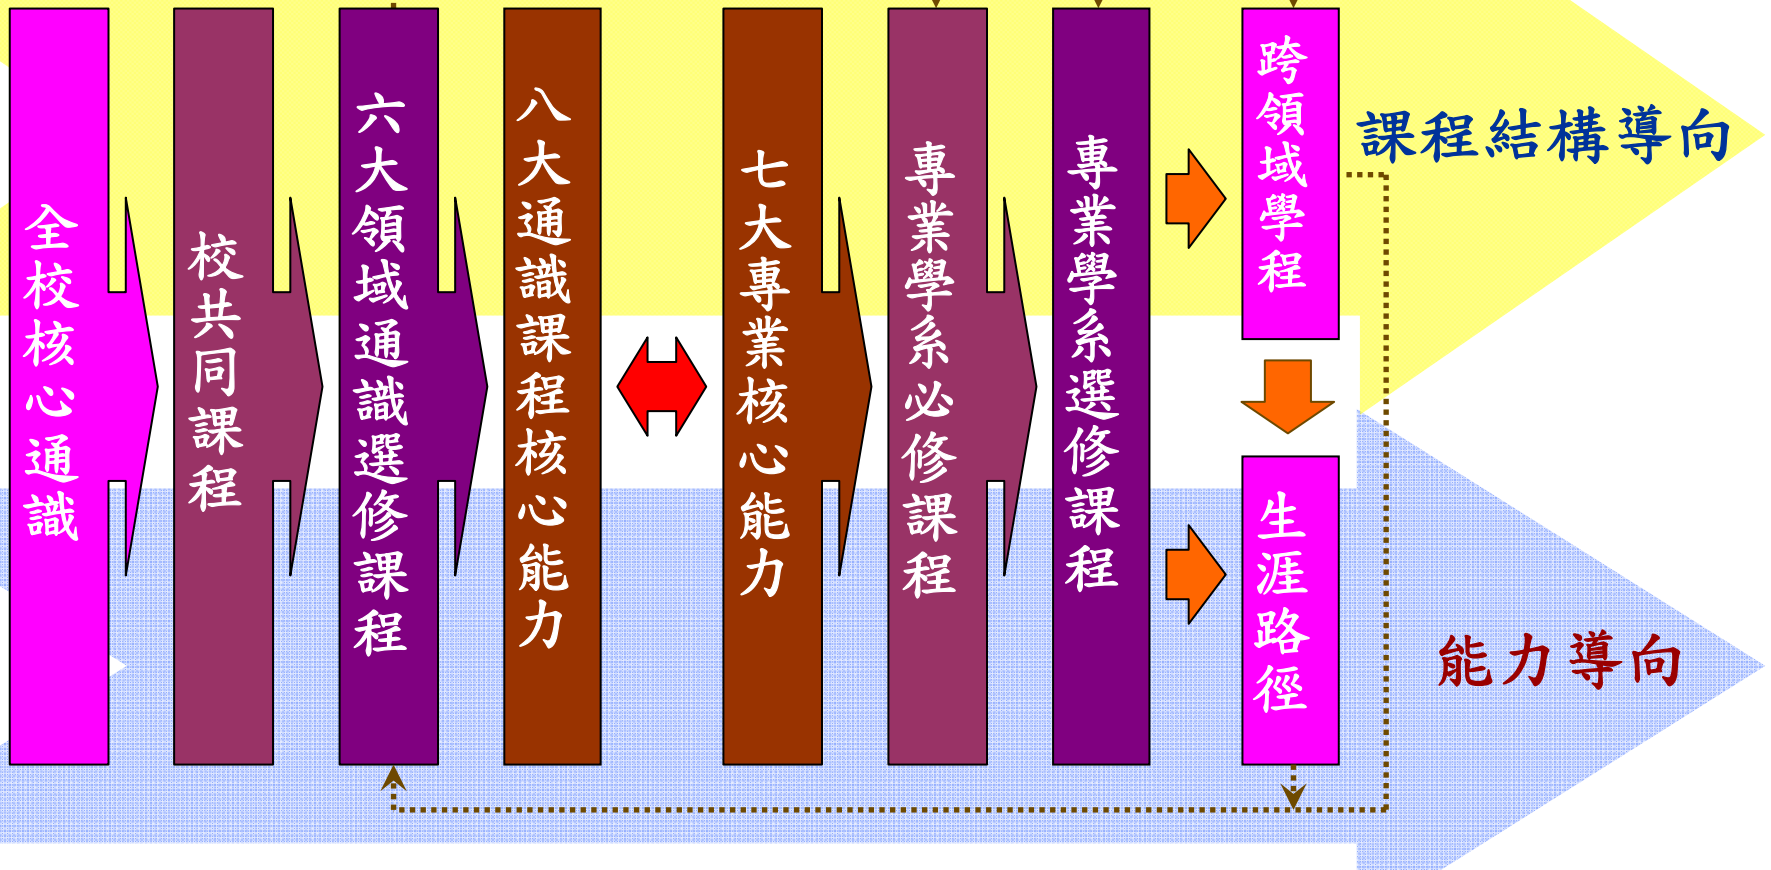 全校核心通識
校共同課程
六大領域通識選修課程
八大通識課程核心能力
七大專業核心能力
專業學系必修課程
專業學系選修課程
跨領域學程
生涯路徑
課程結構導向
能力導向